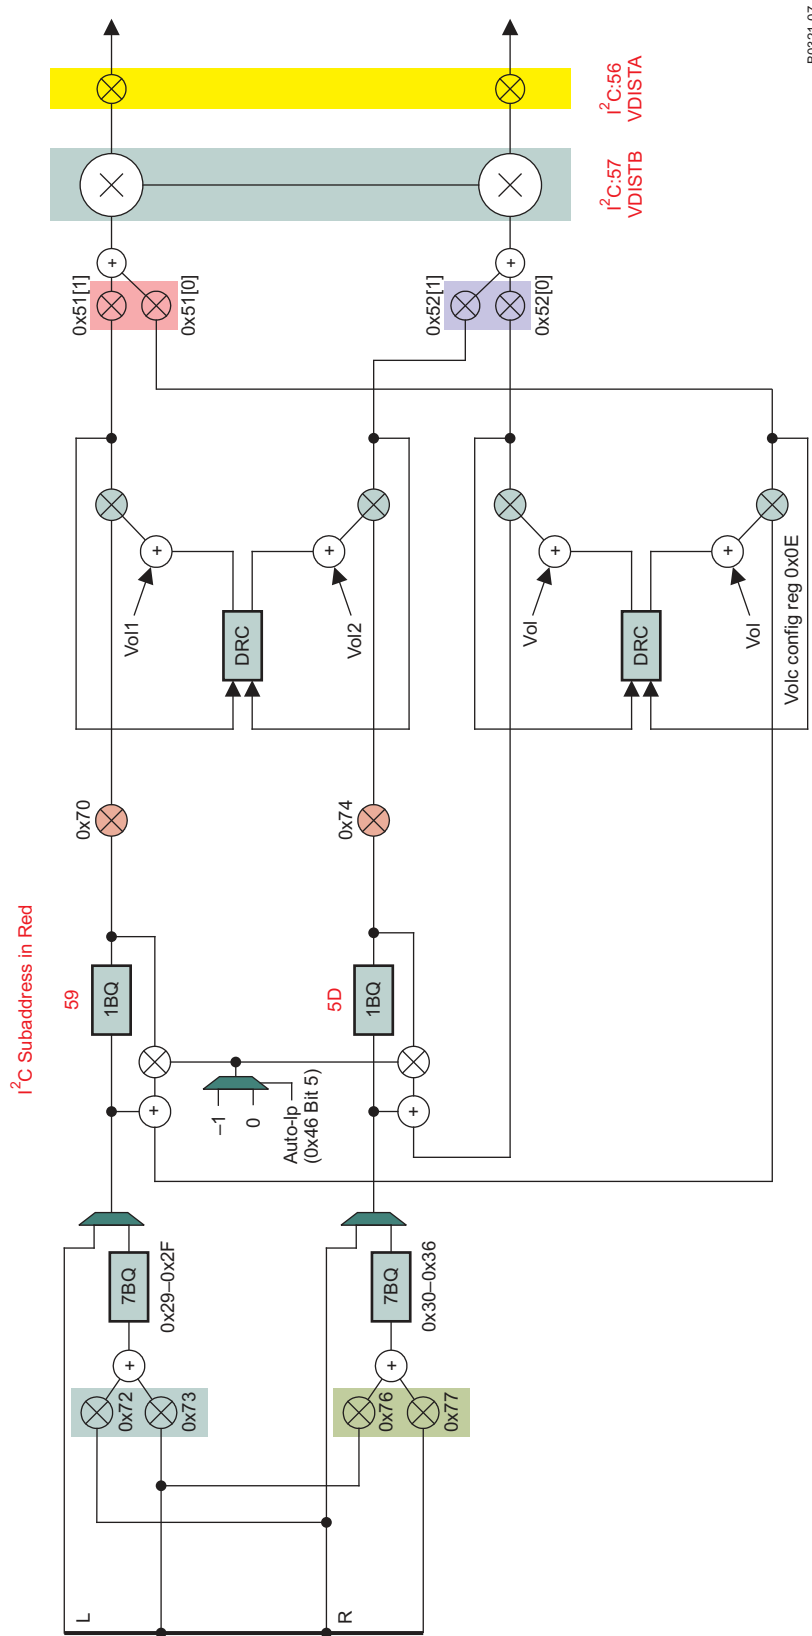 I²C Subaddress in Red
L
R
0x72
0x73
0x76
0x77
+
+
7BQ
0x29–0x2F
7BQ
0x30–0x36
+
+
–1
0
Auto-lp
(0x46 Bit 5)
59
1BQ
5D
1BQ
0x70
0x74
Vol1
+
DRC
Vol2
+
Vol
+
DRC
Vol
+
Volc config reg 0x0E
0x51[1]
0x51[0]
+
0x52[1]
0x52[0]
+
I²C:57
VDISTB
I²C:56
VDISTA
B0321-07